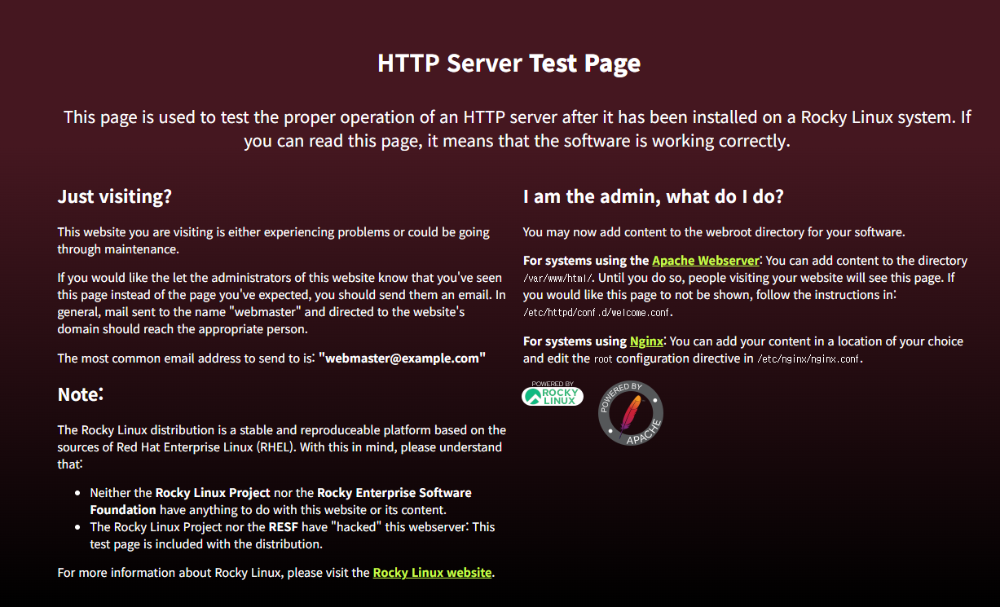 HTTP Server Test Page
This page is used to test the proper operation of an HTTP server after it has been installed on a Rocky Linux system. If
you can read this page, it means that the software is working correctly.
Just visiting?
This website you are visiting is either experiencing problems or could be going
through maintenance.
If you would like the let the administrators of this website know that you've seen
this page instead of the page you've expected, you should send them an email. In
general, mail sent to the name "webmaster" and directed to the website's
domain should reach the appropriate person.
The most common email address to send to is: "webmaster@example.com"
Note:
The Rocky Linux distribution is a stable and reproduceable platform based on the
sources of Red Hat Enterprise Linux (RHEL). With this in mind, please understand
that:
• Neither the Rocky Linux Project nor the Rocky Enterprise Software
Foundation have anything to do with this website or its content.
• The Rocky Linux Project nor the RESF have "hacked" this webserver: This
test page is included with the distribution.
For more information about Rocky Linux, please visit the Rocky Linux website.
I am the admin, what do I do?
You may now add content to the webroot directory for your software.
For systems using the Apache Webserver: You can add content to the directory
/var/www/html/. Until you do so, people visiting your website will see this page. If
you would like this page to not be shown, follow the instructions in:
/etc/httpd/conf.d/welcome.conf.
For systems using Nginx: You can add your content in a location of your choice
and edit the root configuration directive in /etc/nginx/nginx.conf.
POWERED BY
ROCKY
LINUX
POWERED BY
APACHE